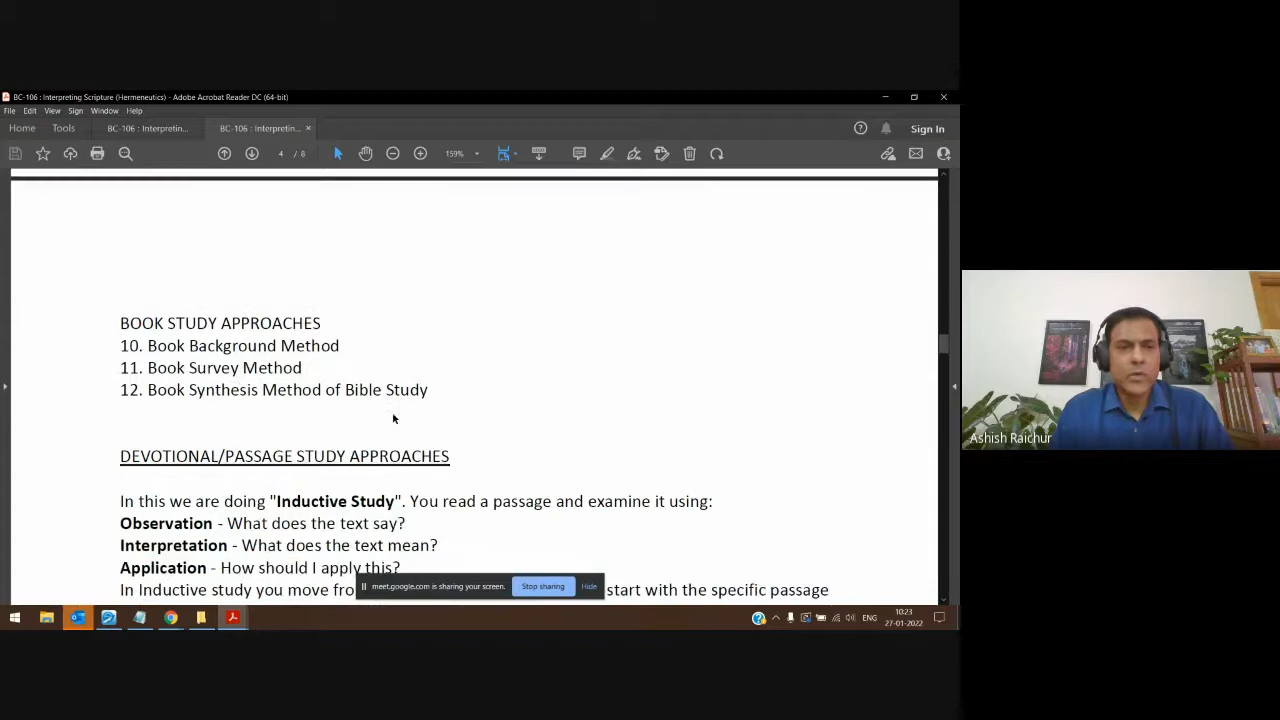 BC-106 : Interpreting Scripture (Hermeneutics) - Adobe Acrobat Reader DC (64-bit)
File Edit View Sign Window Help
Home Tools BC-106 : Interpretin... BC-106 : Interpretin... × Sign In
4 / 8 159%
BOOK STUDY APPROACHES
10. Book Background Method
11. Book Survey Method
12. Book Synthesis Method of Bible Study
DEVOTIONAL/PASSAGE STUDY APPROACHES
In this we are doing "Inductive Study". You read a passage and examine it using:
Observation - What does the text say?
Interpretation - What does the text mean?
Application - How should I apply this?
In Inductive study you move fro start with the specific passage
meet.google.com is sharing your screen. Stop sharing Hide
ENG 10:23
27-01-2022
Ashish Raichur